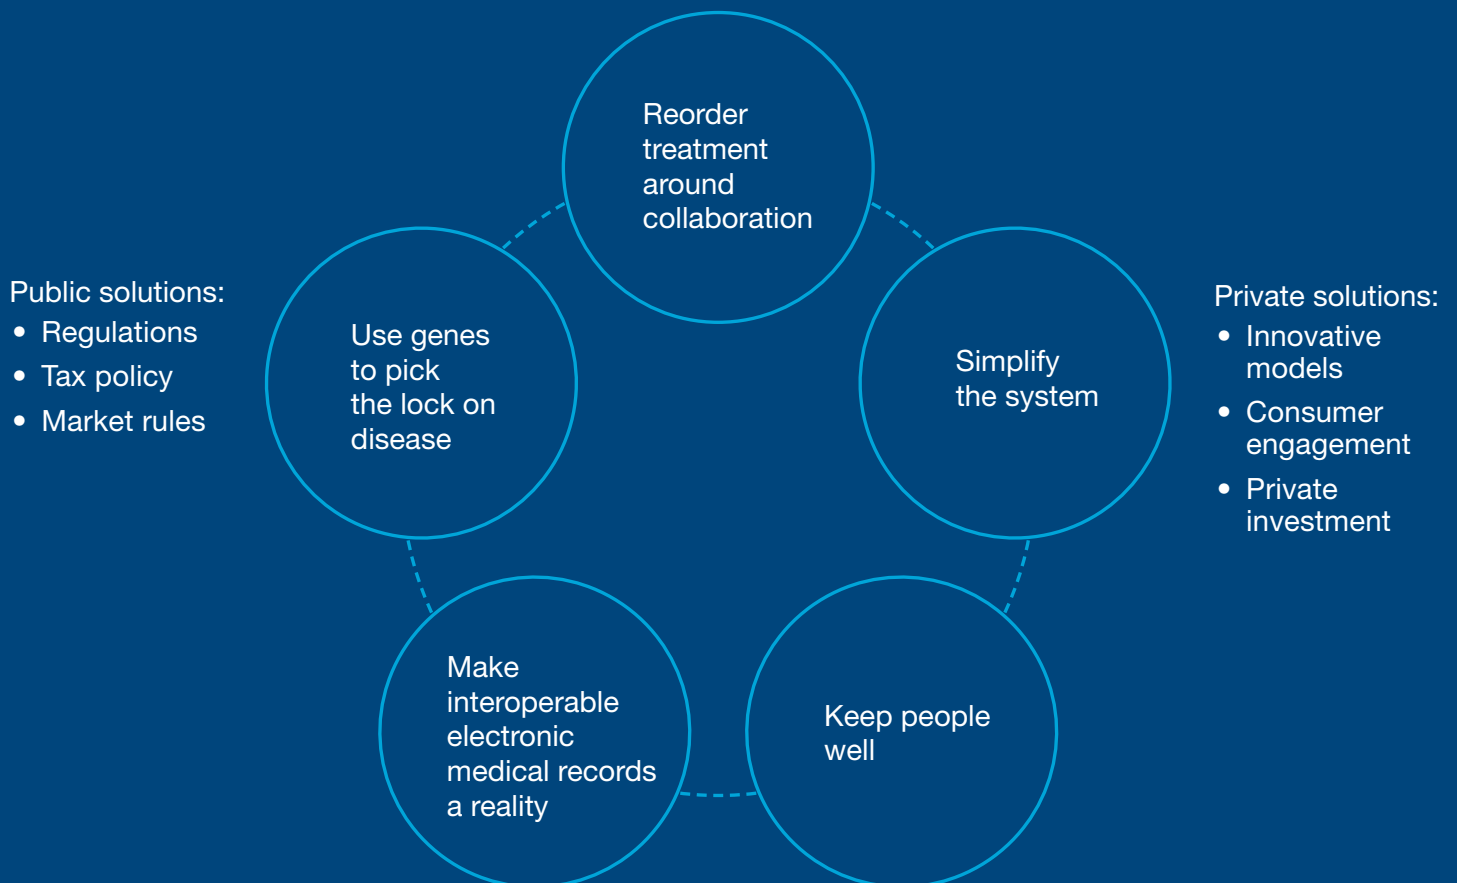 Reorder
treatment
around
collaboration
Public solutions:
• Regulations
• Tax policy
• Market rules
Use genes
to pick
the lock on
disease
Simplify
the system
Private solutions:
• Innovative
models
• Consumer
engagement
• Private
investment
Make
interoperable
electronic
medical records
a reality
Keep people
well